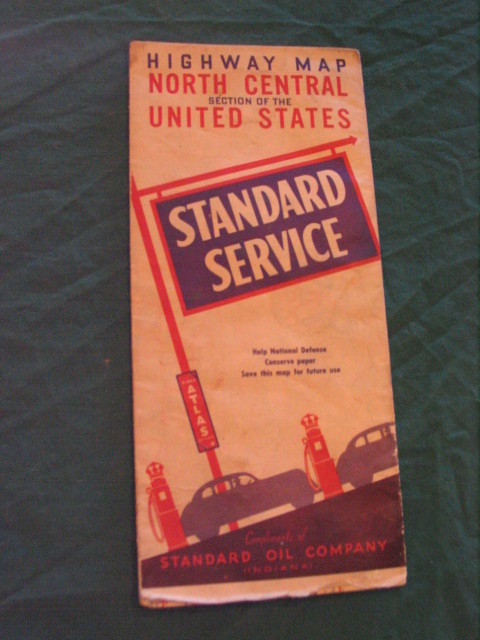 HIGHWAY MAP
NORTH CENTRAL
SECTION OF THE
UNITED STATES
STANDARD
SERVICE
Help National Defense
Conserve paper
Save this map for future use
ATLAS
Compliments of
STANDARD OIL COMPANY
(INDIANA)